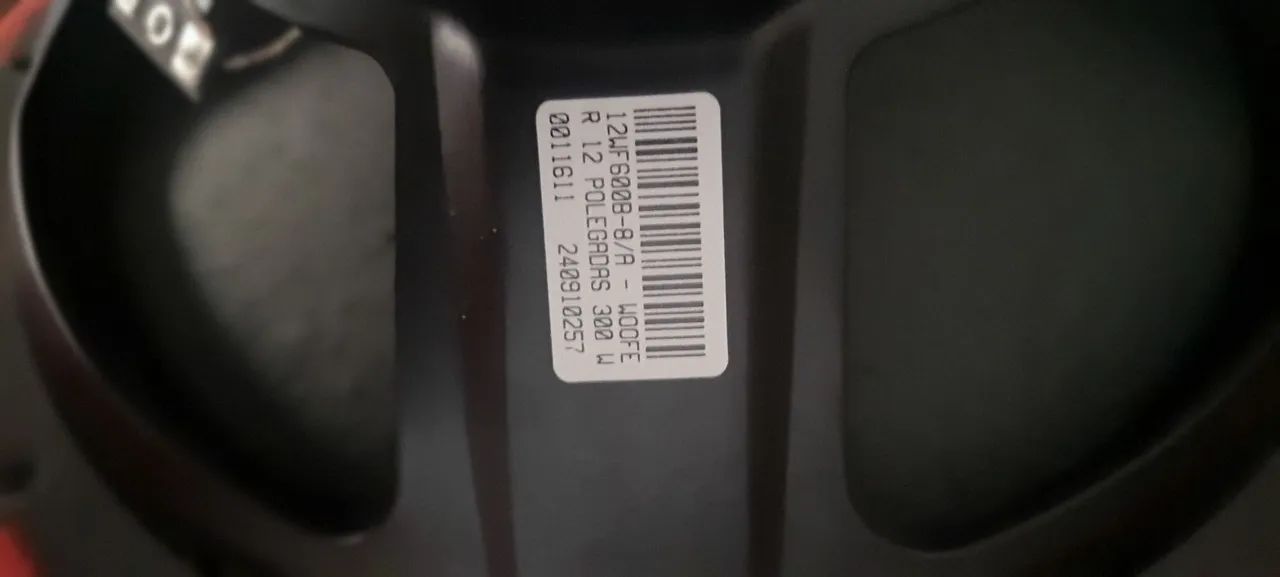 12WF600B-8/A - WOOFE
R 12 POLEGADAS 300 W
0011611 240910257